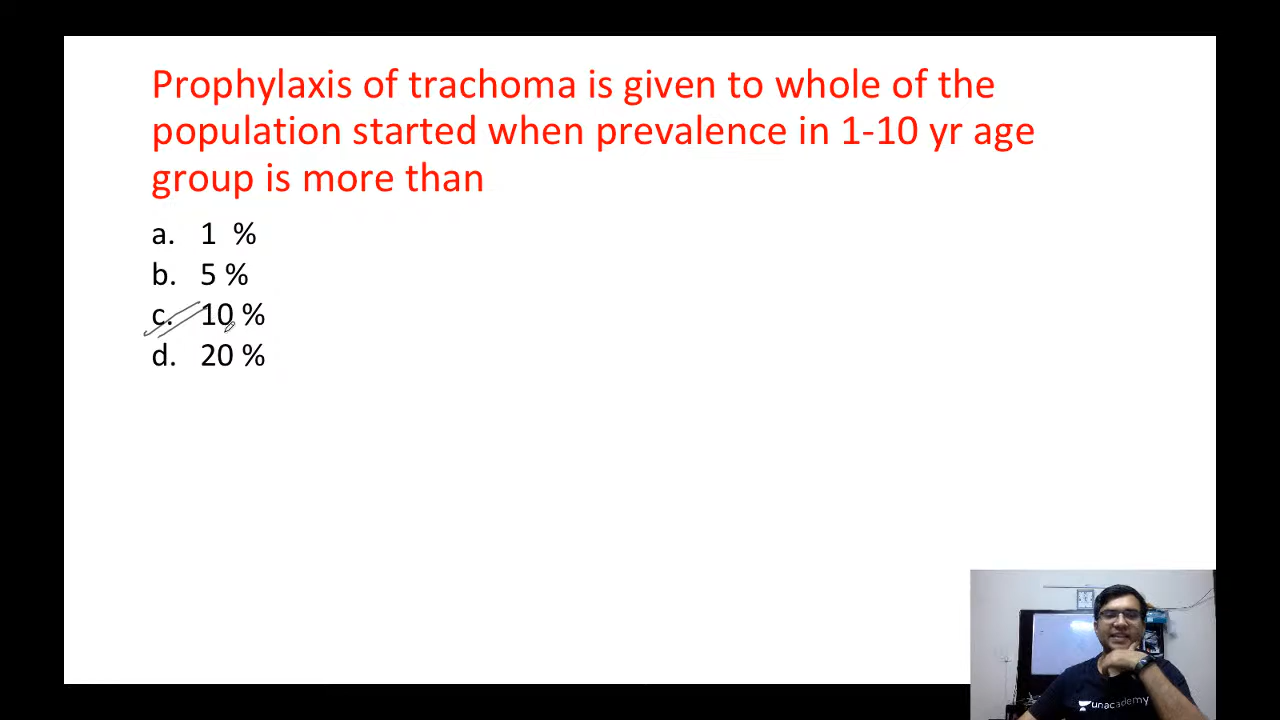 Prophylaxis of trachoma is given to whole of the
population started when prevalence in 1-10 yr age
group is more than
a. 1 %
b. 5 %
c. 10 %
d. 20 %
unacademy